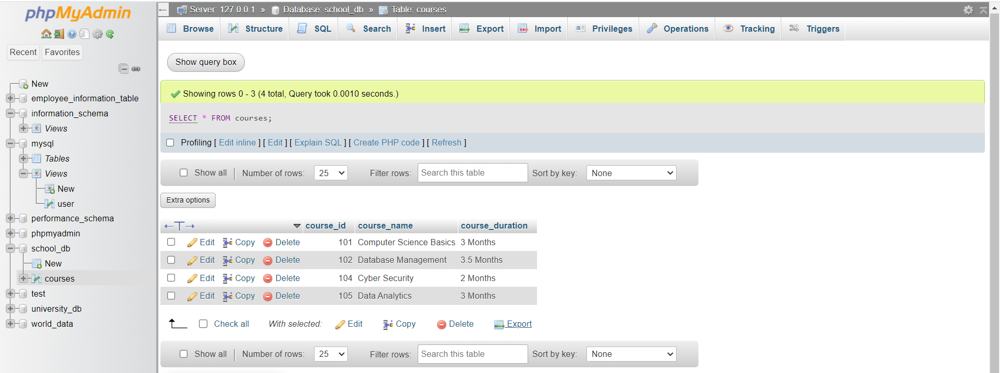 phpMyAdmin
Recent Favorites
New
employee_information_table
information_schema
Views
mysql
Tables
Views
New
user
performance_schema
phpmyadmin
school_db
New
courses
test
university_db
world_data
Server: 127.0.0.1 » Database: school_db » Table: courses
Browse Structure SQL Search Insert Export Import Privileges Operations Tracking Triggers
Show query box
Showing rows 0 - 3 (4 total, Query took 0.0010 seconds.)
SELECT * FROM courses;
Profiling [ Edit inline ] [ Edit ] [ Explain SQL ] [ Create PHP code ] [ Refresh ]
Show all Number of rows: 25 Filter rows: Search this table Sort by key: None
Extra options
course_id course_name course_duration
Edit Copy Delete 101 Computer Science Basics 3 Months
Edit Copy Delete 102 Database Management 3.5 Months
Edit Copy Delete 104 Cyber Security 2 Months
Edit Copy Delete 105 Data Analytics 3 Months
Check all With selected: Edit Copy Delete Export
Show all Number of rows: 25 Filter rows: Search this table Sort by key: None